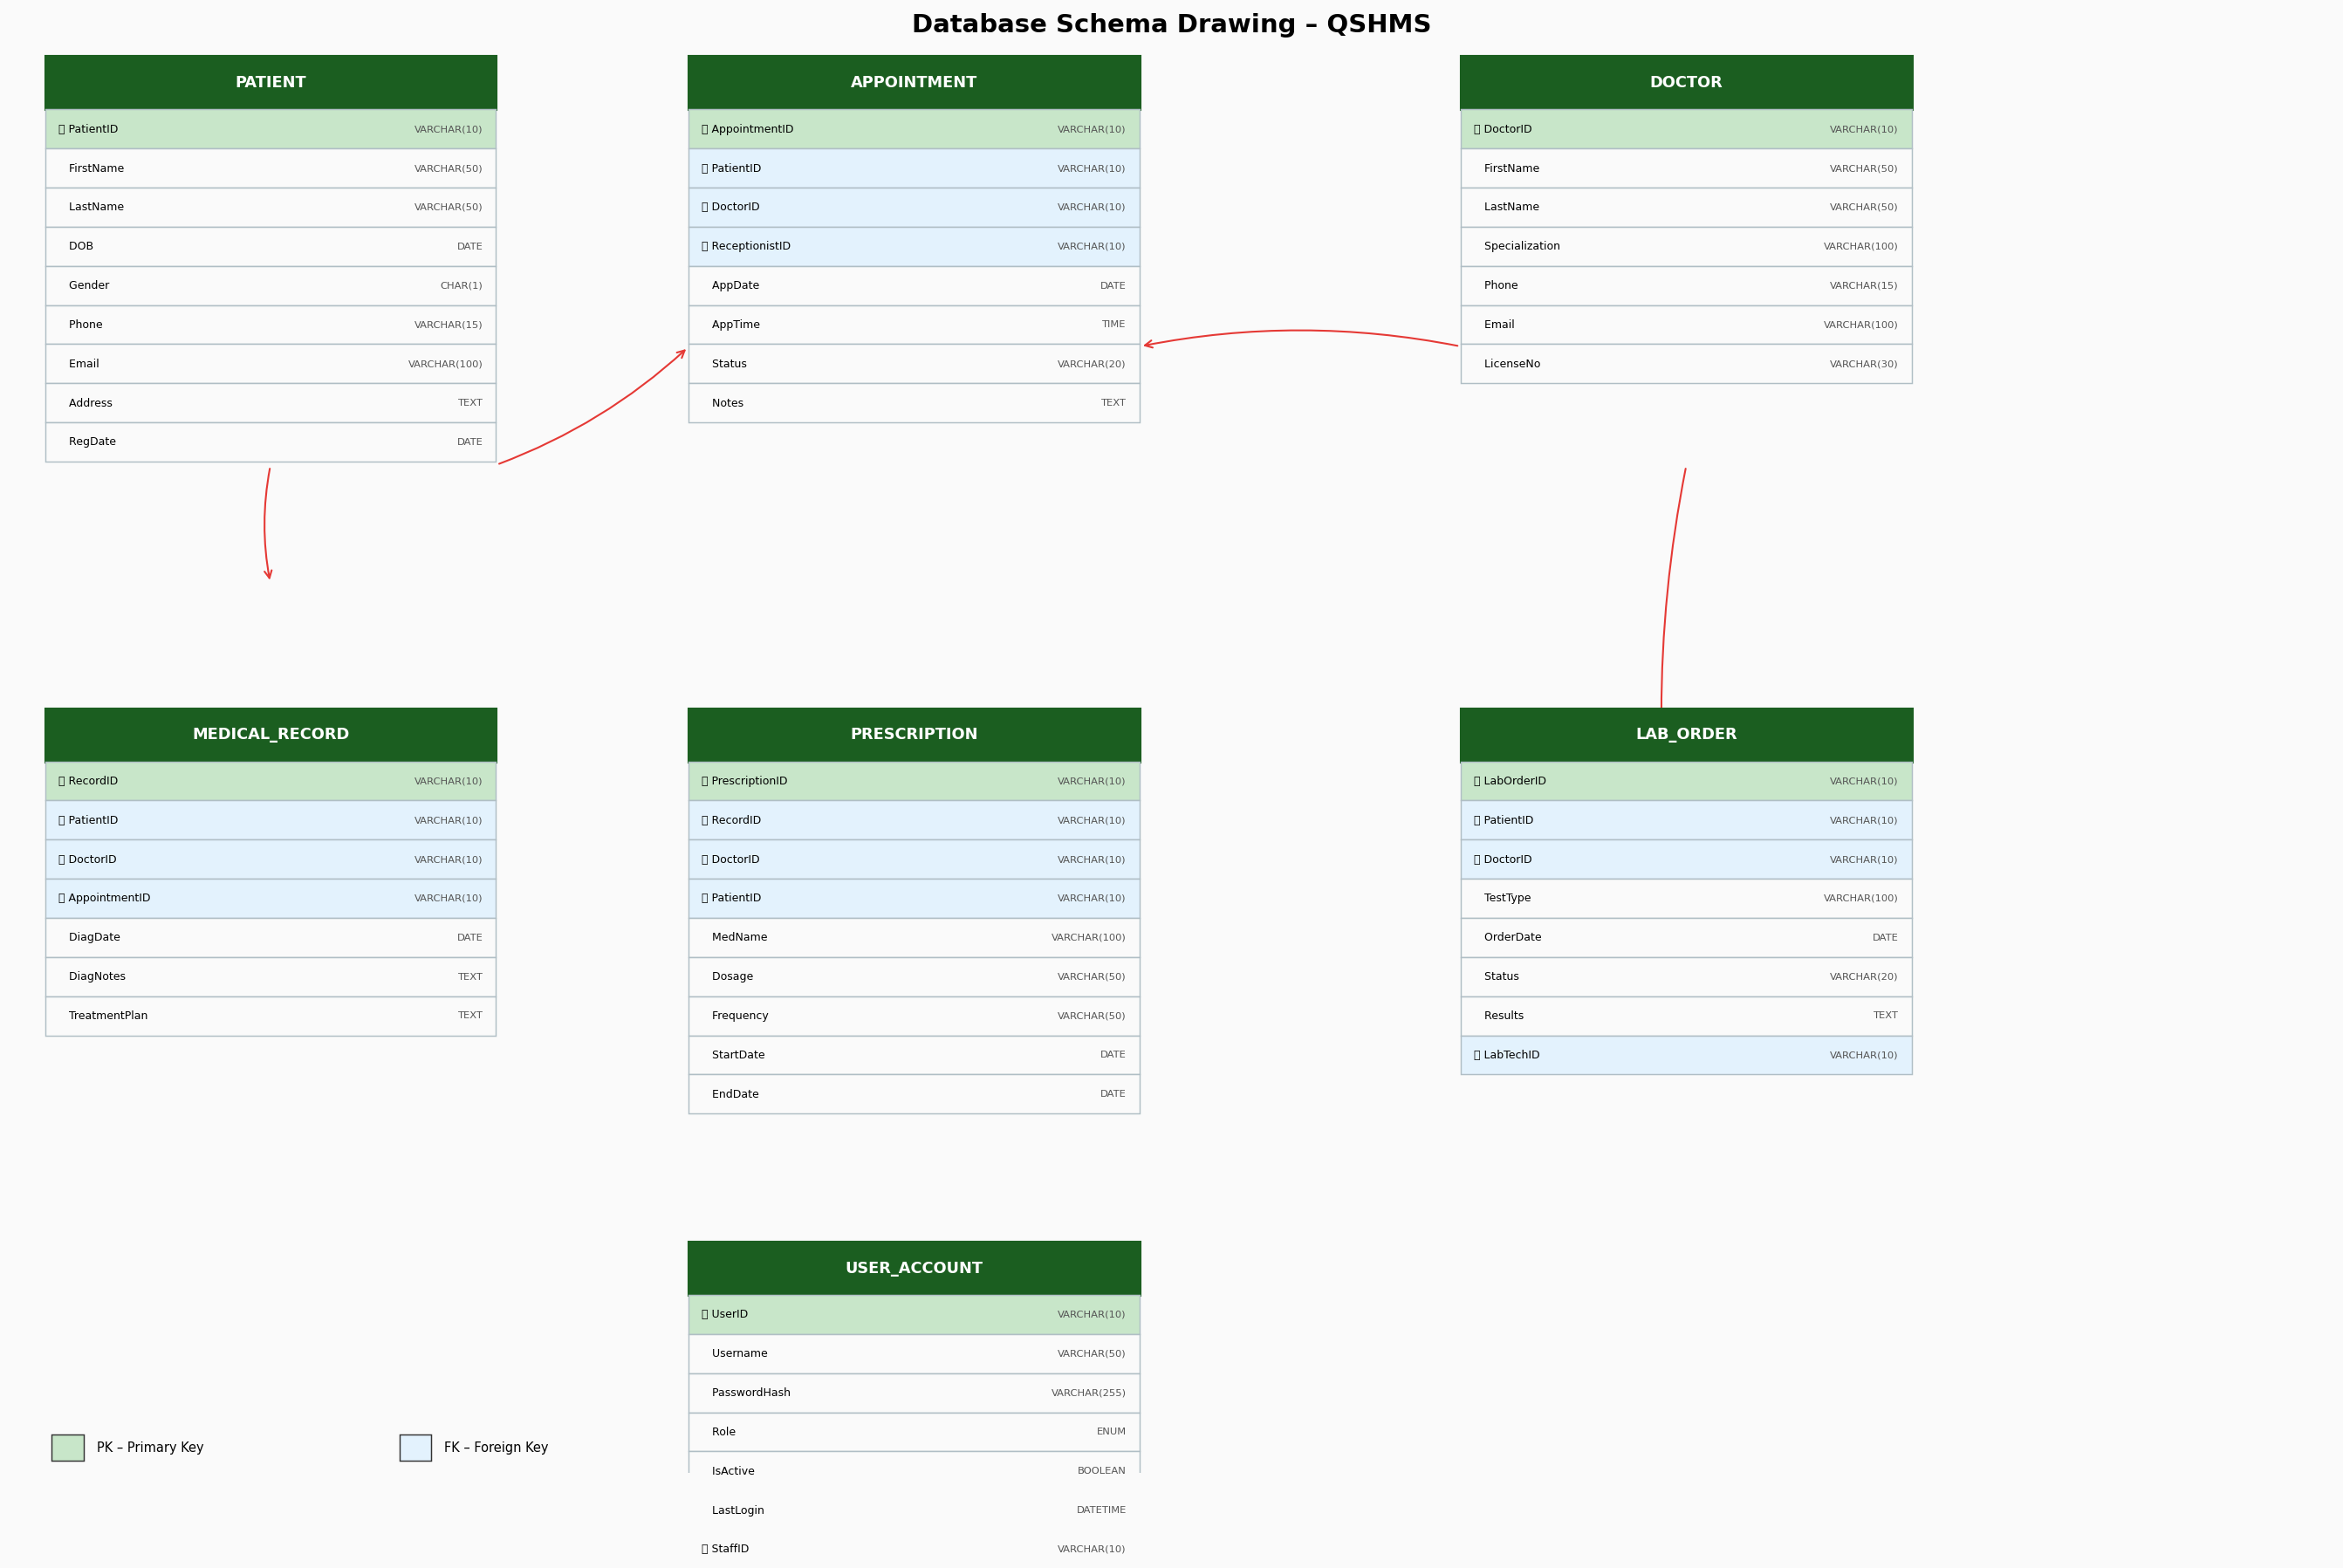 Database Schema Drawing – QSHMS
PATIENT
PatientID VARCHAR(10)
FirstName VARCHAR(50)
LastName VARCHAR(50)
DOB DATE
Gender CHAR(1)
Phone VARCHAR(15)
Email VARCHAR(100)
Address TEXT
RegDate DATE
APPOINTMENT
AppointmentID VARCHAR(10)
PatientID VARCHAR(10)
DoctorID VARCHAR(10)
ReceptionistID VARCHAR(10)
AppDate DATE
AppTime TIME
Status VARCHAR(20)
Notes TEXT
DOCTOR
DoctorID VARCHAR(10)
FirstName VARCHAR(50)
LastName VARCHAR(50)
Specialization VARCHAR(100)
Phone VARCHAR(15)
Email VARCHAR(100)
LicenseNo VARCHAR(30)
MEDICAL_RECORD
RecordID VARCHAR(10)
PatientID VARCHAR(10)
DoctorID VARCHAR(10)
AppointmentID VARCHAR(10)
DiagDate DATE
DiagNotes TEXT
TreatmentPlan TEXT
PRESCRIPTION
PrescriptionID VARCHAR(10)
RecordID VARCHAR(10)
DoctorID VARCHAR(10)
PatientID VARCHAR(10)
MedName VARCHAR(100)
Dosage VARCHAR(50)
Frequency VARCHAR(50)
StartDate DATE
EndDate DATE
LAB_ORDER
LabOrderID VARCHAR(10)
PatientID VARCHAR(10)
DoctorID VARCHAR(10)
TestType VARCHAR(100)
OrderDate DATE
Status VARCHAR(20)
Results TEXT
LabTechID VARCHAR(10)
USER_ACCOUNT
UserID VARCHAR(10)
Username VARCHAR(50)
PasswordHash VARCHAR(255)
Role ENUM
IsActive BOOLEAN
LastLogin DATETIME
StaffID VARCHAR(10)
PK – Primary Key
FK – Foreign Key